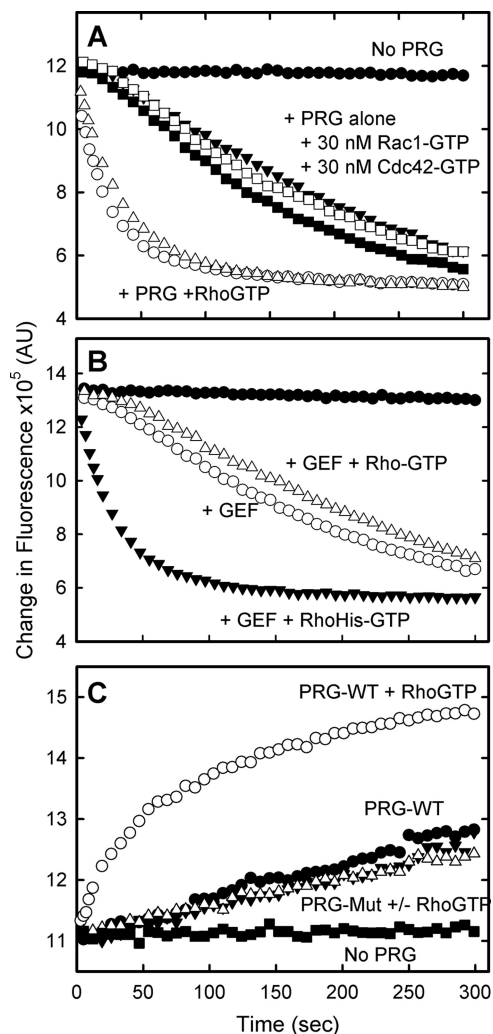 A
No PRG
+ PRG alone
+ 30 nM Rac1-GTP
+ 30 nM Cdc42-GTP
+ PRG +RhoGTP
12
10
8
6
4
B
+ GEF + Rho-GTP
+ GEF
+ GEF + RhoHis-GTP
14
12
10
8
6
4
Change in Fluorescence x10⁵ (AU)
C
PRG-WT + RhoGTP
PRG-WT
PRG-Mut +/- RhoGTP
No PRG
15
14
13
12
11
0 50 100 150 200 250 300
Time (sec)